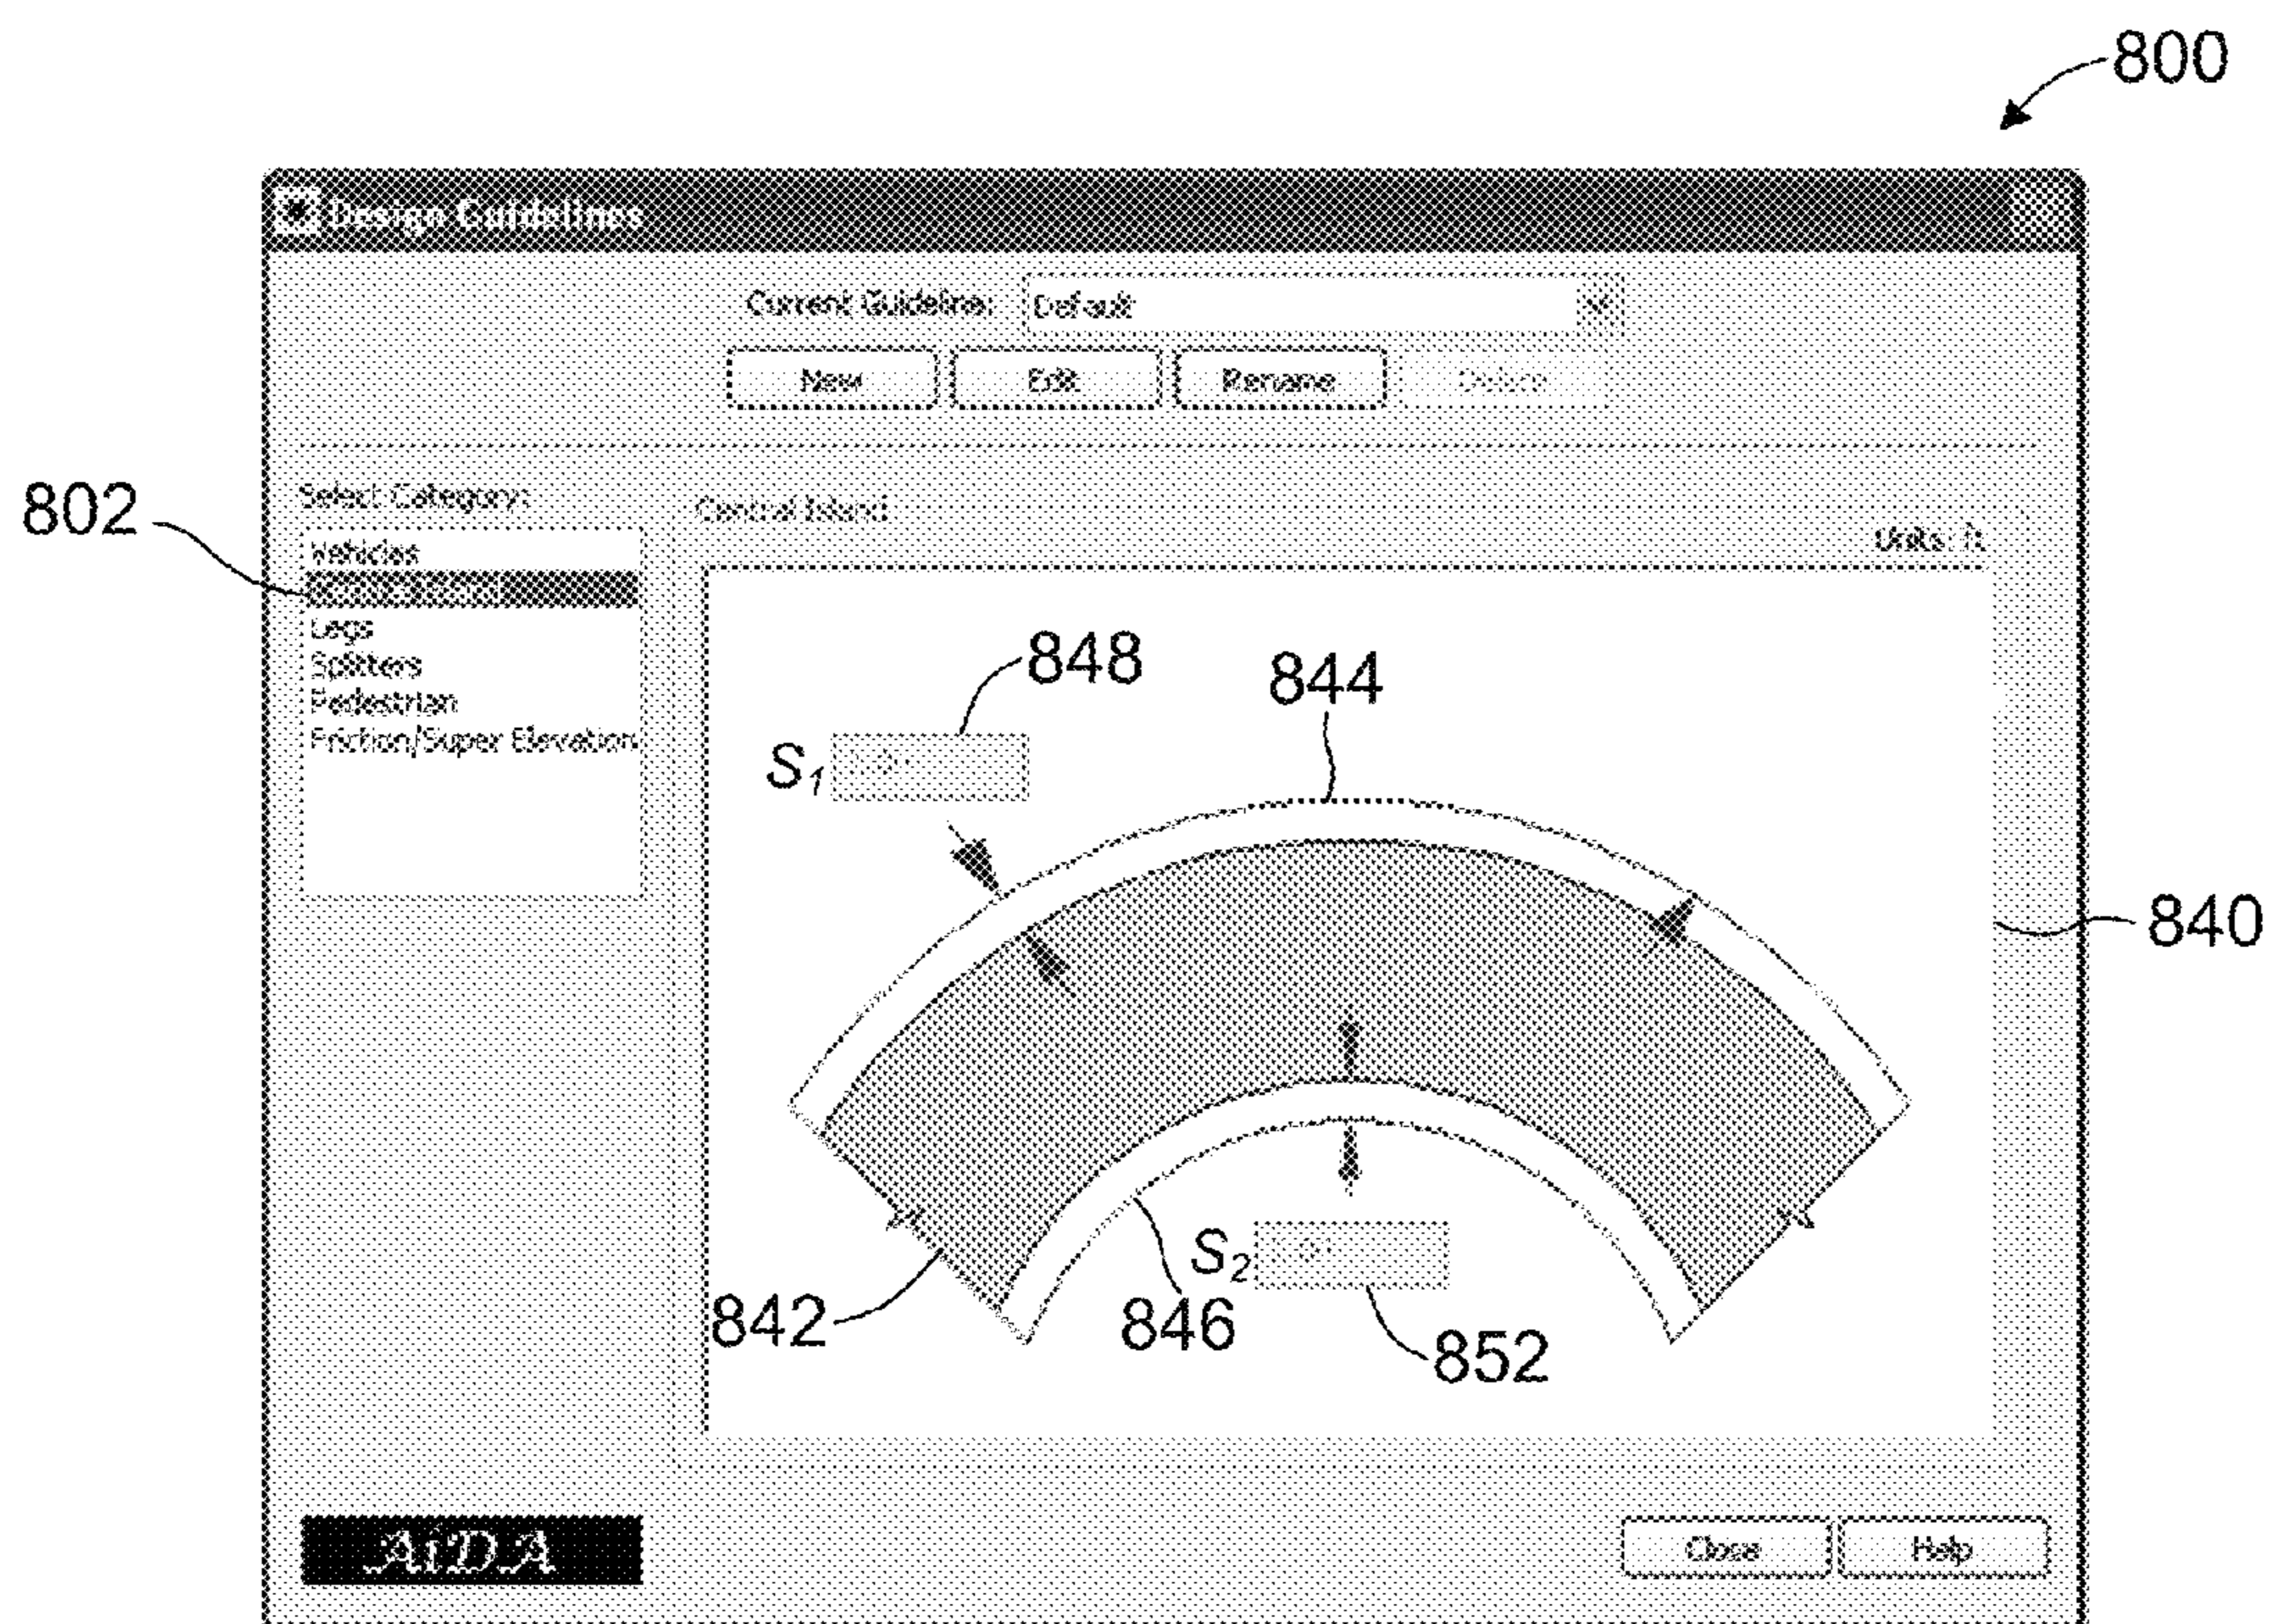 800
Design Guidelines
Current Guideline: Default
New Edit Rename Delete
802
Select Category:
Central Island
Units: ft
Vehicles
Legs
Splitters
Pedestrian
Friction/Super Elevation
848
844
S1
840
842
846
S2
852
AiDA
Close Help